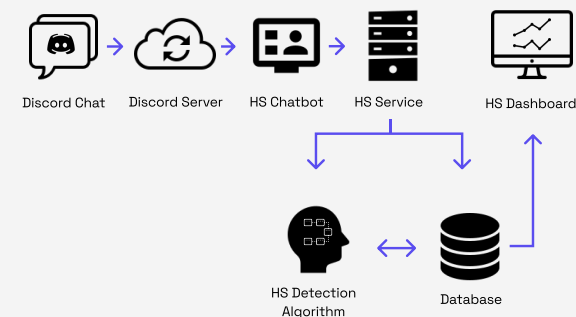 Discord Chat
Discord Server
HS Chatbot
HS Service
HS Dashboard
HS Detection
Algorithm
Database